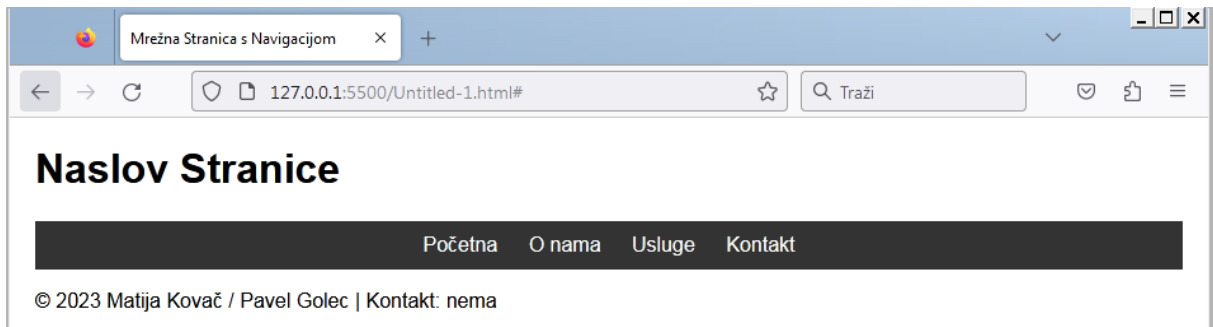 Mrežna Stranica s Navigacijom
127.0.0.1:5500/Untitled-1.html#
Traži
Naslov Stranice
Početna O nama Usluge Kontakt
© 2023 Matija Kovač / Pavel Golec | Kontakt: nema